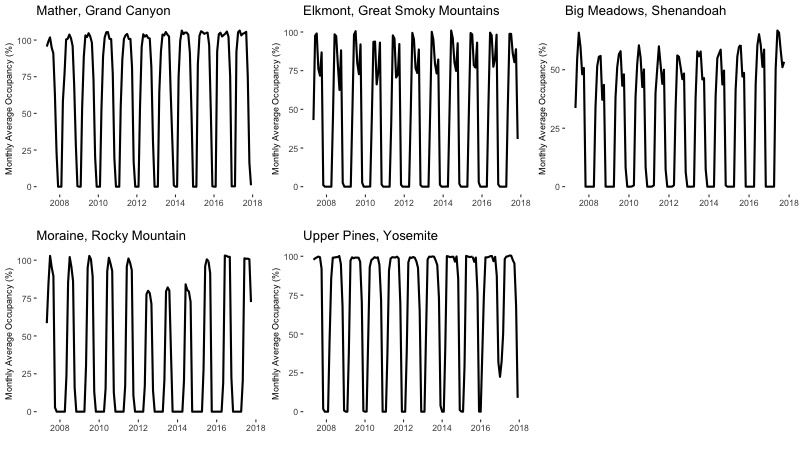 Mather, Grand Canyon
Monthly Average Occupancy (%)
100
75
50
25
0
2008 2010 2012 2014 2016 2018
Elkmont, Great Smoky Mountains
Monthly Average Occupancy (%)
100
75
50
25
0
2008 2010 2012 2014 2016 2018
Big Meadows, Shenandoah
Monthly Average Occupancy (%)
50
25
0
2008 2010 2012 2014 2016 2018
Moraine, Rocky Mountain
Monthly Average Occupancy (%)
100
75
50
25
0
2008 2010 2012 2014 2016 2018
Upper Pines, Yosemite
Monthly Average Occupancy (%)
100
75
50
25
0
2008 2010 2012 2014 2016 2018